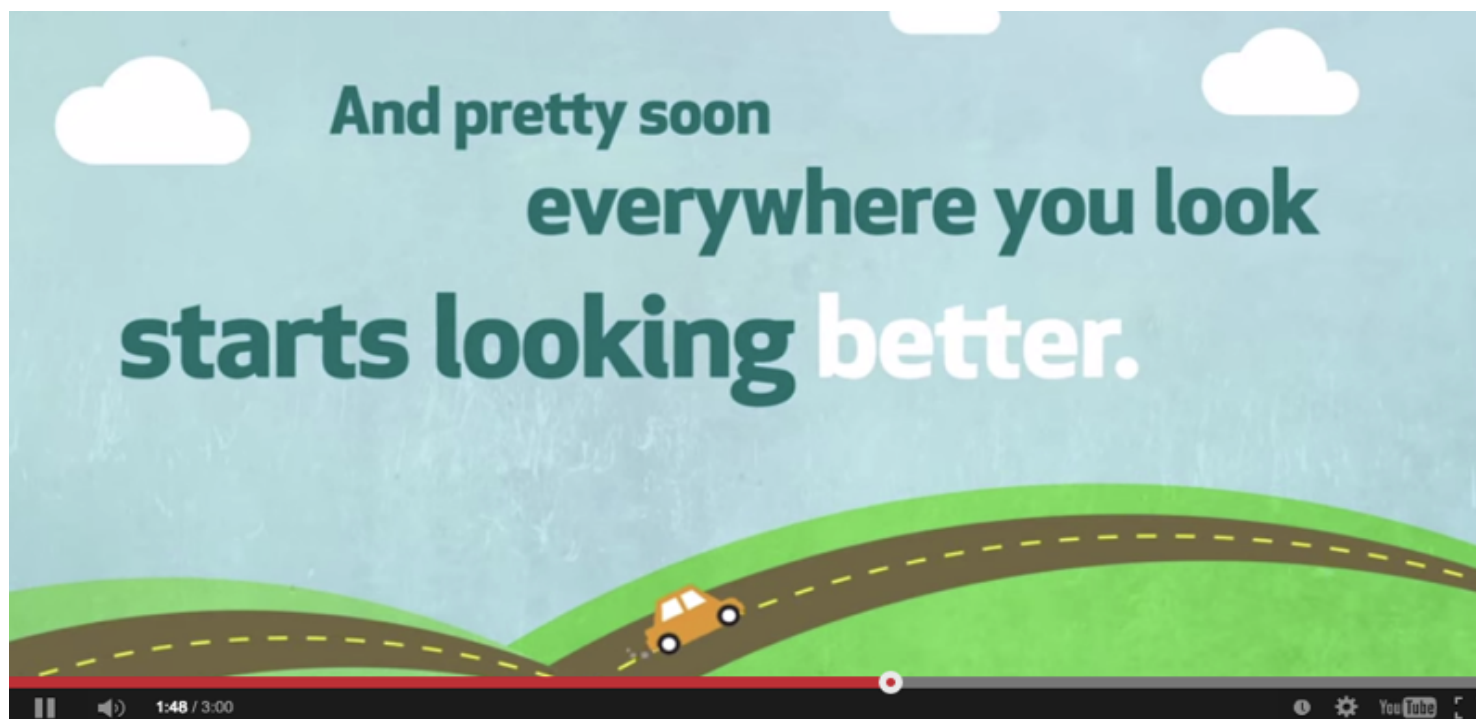 And pretty soon
everywhere you look
starts looking better.
1:48 / 3:00
YouTube